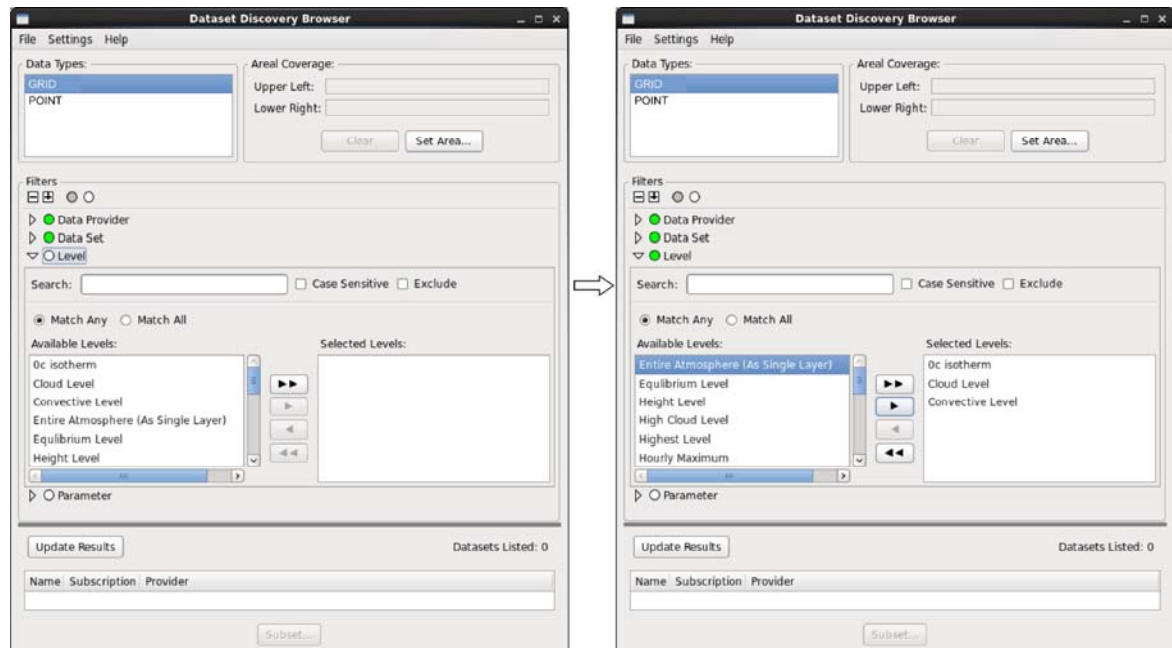 Dataset Discovery Browser
File Settings Help
Data Types:
GRID
POINT
Areal Coverage:
Upper Left:
Lower Right:
Clear Set Area...
Filters
Data Provider
Data Set
Level
Search: Case Sensitive Exclude
Match Any Match All
Available Levels:
0c isotherm
Cloud Level
Convective Level
Entire Atmosphere (As Single Layer)
Equlibrium Level
Height Level
Selected Levels:
Parameter
Update Results Datasets Listed: 0
Name Subscription Provider
Subset...
Dataset Discovery Browser
File Settings Help
Data Types:
GRID
POINT
Areal Coverage:
Upper Left:
Lower Right:
Clear Set Area...
Filters
Data Provider
Data Set
Level
Search: Case Sensitive Exclude
Match Any Match All
Available Levels:
Entire Atmosphere (As Single Layer)
Equlibrium Level
Height Level
High Cloud Level
Highest Level
Hourly Maximum
Selected Levels:
0c isotherm
Cloud Level
Convective Level
Parameter
Update Results Datasets Listed: 0
Name Subscription Provider
Subset...